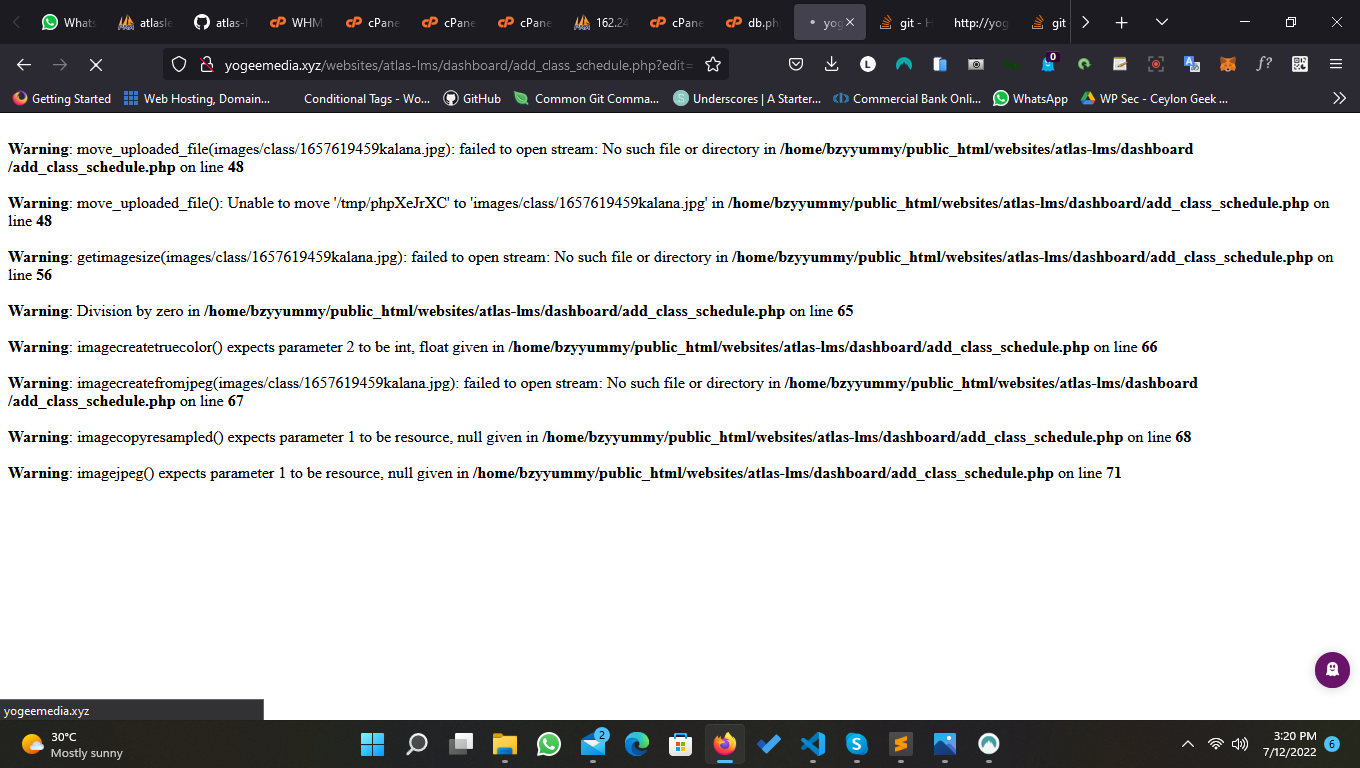 Whats
atlasle
atlas-l
WHM
cPane
cPane
cPane
162.24
cPane
db.ph
yog
git - H
http://yog
git
yogeemedia.xyz/websites/atlas-lms/dashboard/add_class_schedule.php?edit=
0
Getting Started
Web Hosting, Domain...
Conditional Tags - Wo...
GitHub
Common Git Comma...
Underscores | A Starter...
Commercial Bank Onli...
WhatsApp
WP Sec - Ceylon Geek ...
Warning: move_uploaded_file(images/class/1657619459kalana.jpg): failed to open stream: No such file or directory in /home/bzyyummy/public_html/websites/atlas-lms/dashboard
/add_class_schedule.php on line 48
Warning: move_uploaded_file(): Unable to move '/tmp/phpXeJrXC' to 'images/class/1657619459kalana.jpg' in /home/bzyyummy/public_html/websites/atlas-lms/dashboard/add_class_schedule.php on
line 48
Warning: getimagesize(images/class/1657619459kalana.jpg): failed to open stream: No such file or directory in /home/bzyyummy/public_html/websites/atlas-lms/dashboard/add_class_schedule.php on
line 56
Warning: Division by zero in /home/bzyyummy/public_html/websites/atlas-lms/dashboard/add_class_schedule.php on line 65
Warning: imagecreatetruecolor() expects parameter 2 to be int, float given in /home/bzyyummy/public_html/websites/atlas-lms/dashboard/add_class_schedule.php on line 66
Warning: imagecreatefromjpeg(images/class/1657619459kalana.jpg): failed to open stream: No such file or directory in /home/bzyyummy/public_html/websites/atlas-lms/dashboard
/add_class_schedule.php on line 67
Warning: imagecopyresampled() expects parameter 1 to be resource, null given in /home/bzyyummy/public_html/websites/atlas-lms/dashboard/add_class_schedule.php on line 68
Warning: imagejpeg() expects parameter 1 to be resource, null given in /home/bzyyummy/public_html/websites/atlas-lms/dashboard/add_class_schedule.php on line 71
yogeemedia.xyz
30°C
Mostly sunny
2
3:20 PM
7/12/2022
6